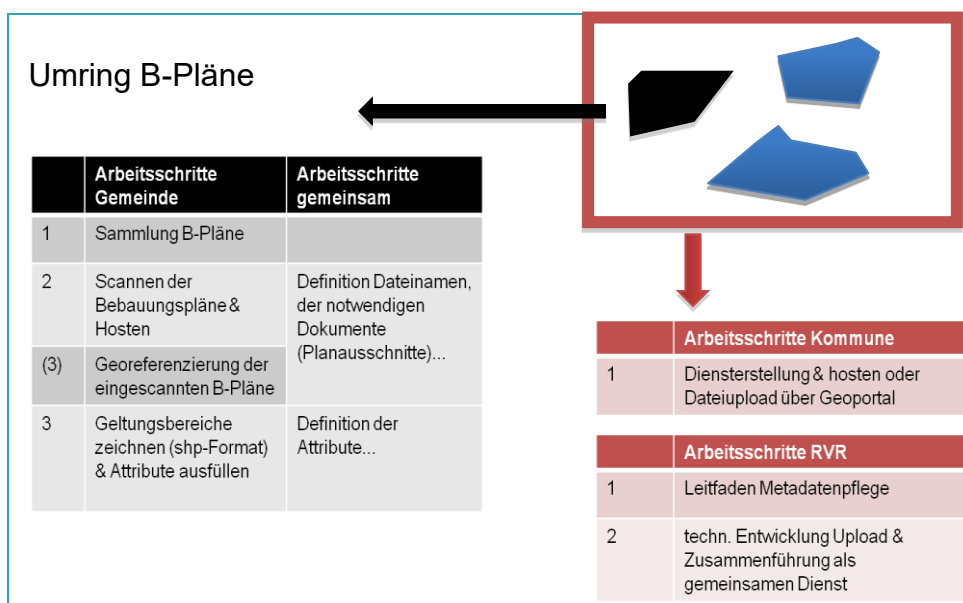 Umring B-Pläne
Arbeitsschritte
Gemeinde
Arbeitsschritte
gemeinsam
1
Sammlung B-Pläne
2
Scannen der
Bebauungspläne &
Hosten
Definition Dateinamen,
der notwendigen
Dokumente
(Planausschnitte)...
(3)
Georeferenzierung der
eingescannten B-Pläne
3
Geltungsbereiche
zeichnen (shp-Format)
& Attribute ausfüllen
Definition der
Attribute...
Arbeitsschritte Kommune
1
Diensterstellung & hosten oder
Dateiupload über Geoportal
Arbeitsschritte RVR
1
Leitfaden Metadatenpflege
2
techn. Entwicklung Upload &
Zusammenführung als
gemeinsamen Dienst